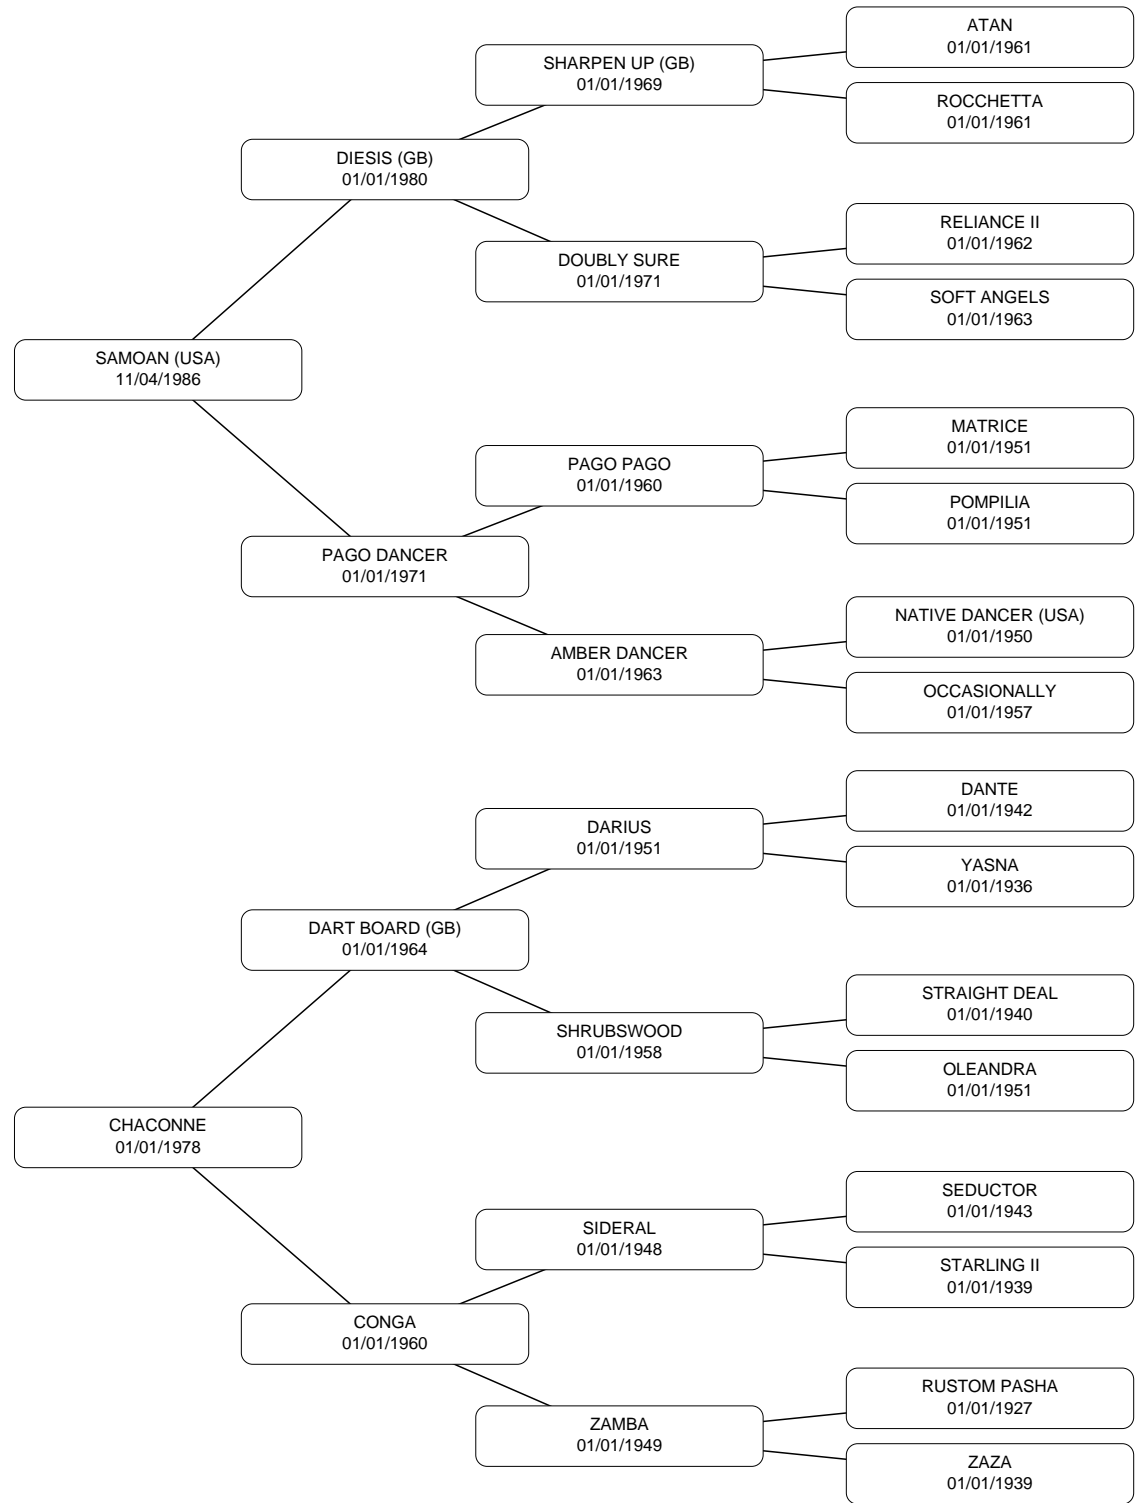 ATAN
01/01/1961
SHARPEN UP (GB)
01/01/1969
ROCCHETTA
01/01/1961
DIESIS (GB)
01/01/1980
RELIANCE II
01/01/1962
DOUBLY SURE
01/01/1971
SOFT ANGELS
01/01/1963
SAMOAN (USA)
11/04/1986
MATRICE
01/01/1951
PAGO PAGO
01/01/1960
POMPILIA
01/01/1951
PAGO DANCER
01/01/1971
NATIVE DANCER (USA)
01/01/1950
AMBER DANCER
01/01/1963
OCCASIONALLY
01/01/1957
DANTE
01/01/1942
DARIUS
01/01/1951
YASNA
01/01/1936
DART BOARD (GB)
01/01/1964
STRAIGHT DEAL
01/01/1940
SHRUBSWOOD
01/01/1958
OLEANDRA
01/01/1951
CHACONNE
01/01/1978
SEDUCTOR
01/01/1943
SIDERAL
01/01/1948
STARLING II
01/01/1939
CONGA
01/01/1960
RUSTOM PASHA
01/01/1927
ZAMBA
01/01/1949
ZAZA
01/01/1939